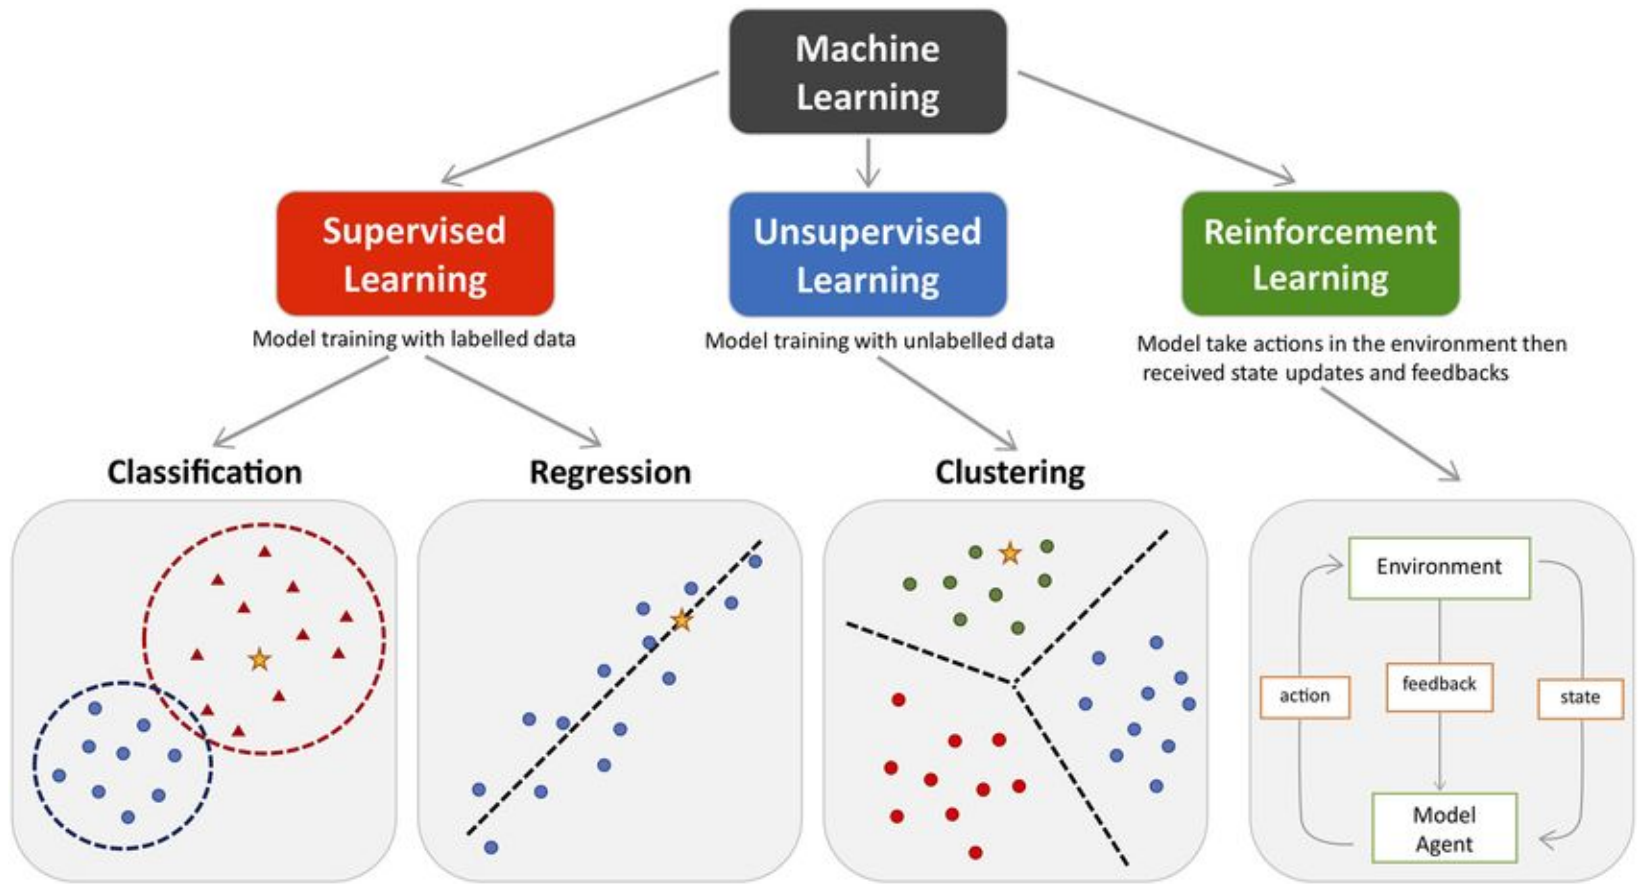 Machine
Learning
Supervised
Learning
Unsupervised
Learning
Reinforcement
Learning
Model training with labelled data
Model training with unlabelled data
Model take actions in the environment then
received state updates and feedbacks
Classification
Regression
Clustering
Environment
action
feedback
state
Model
Agent